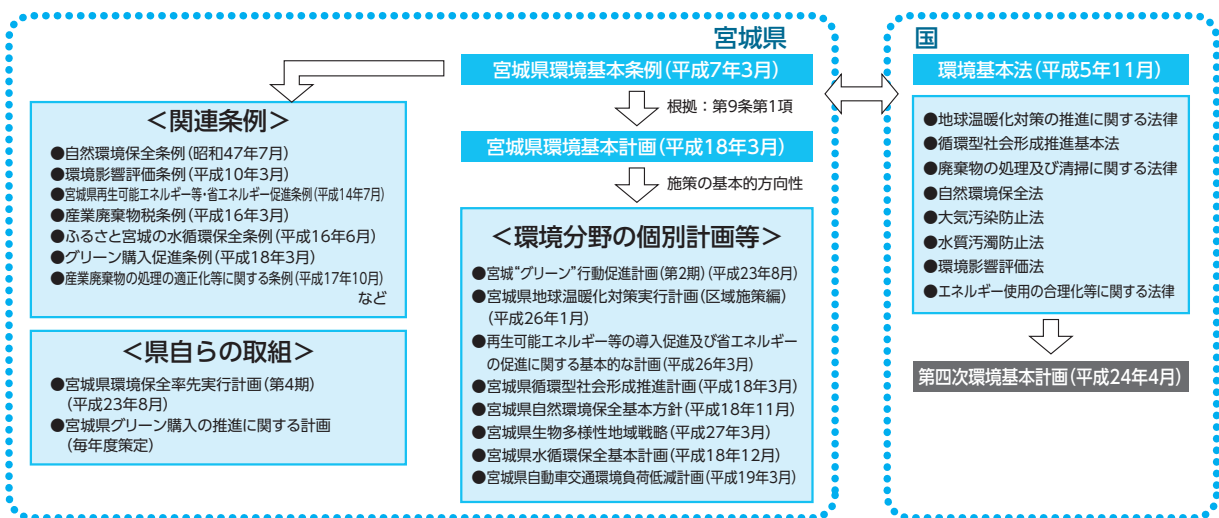 宮城県
宮城県環境基本条例(平成7年3月)
根拠：第9条第1項
宮城県環境基本計画(平成18年3月)
施策の基本的方向性
＜関連条例＞
●自然環境保全条例(昭和47年7月)
●環境影響評価条例(平成10年3月)
●宮城県再生可能エネルギー等・省エネルギー促進条例(平成14年7月)
●産業廃棄物税条例(平成16年3月)
●ふるさと宮城の水循環保全条例(平成16年6月)
●グリーン購入促進条例(平成18年3月)
●産業廃棄物の処理の適正化等に関する条例(平成17年10月)
など
＜県自らの取組＞
●宮城県環境保全率先実行計画(第4期)
(平成23年8月)
●宮城県グリーン購入の推進に関する計画
(毎年度策定)
＜環境分野の個別計画等＞
●宮城“グリーン”行動促進計画(第2期)(平成23年8月)
●宮城県地球温暖化対策実行計画(区域施策編)
(平成26年1月)
●再生可能エネルギー等の導入促進及び省エネルギー
の促進に関する基本的な計画(平成26年3月)
●宮城県循環型社会形成推進計画(平成18年3月)
●宮城県自然環境保全基本方針(平成18年11月)
●宮城県生物多様性地域戦略(平成27年3月)
●宮城県水循環保全基本計画(平成18年12月)
●宮城県自動車交通環境負荷低減計画(平成19年3月)
国
環境基本法(平成5年11月)
●地球温暖化対策の推進に関する法律
●循環型社会形成推進基本法
●廃棄物の処理及び清掃に関する法律
●自然環境保全法
●大気汚染防止法
●水質汚濁防止法
●環境影響評価法
●エネルギー使用の合理化等に関する法律
第四次環境基本計画(平成24年4月)